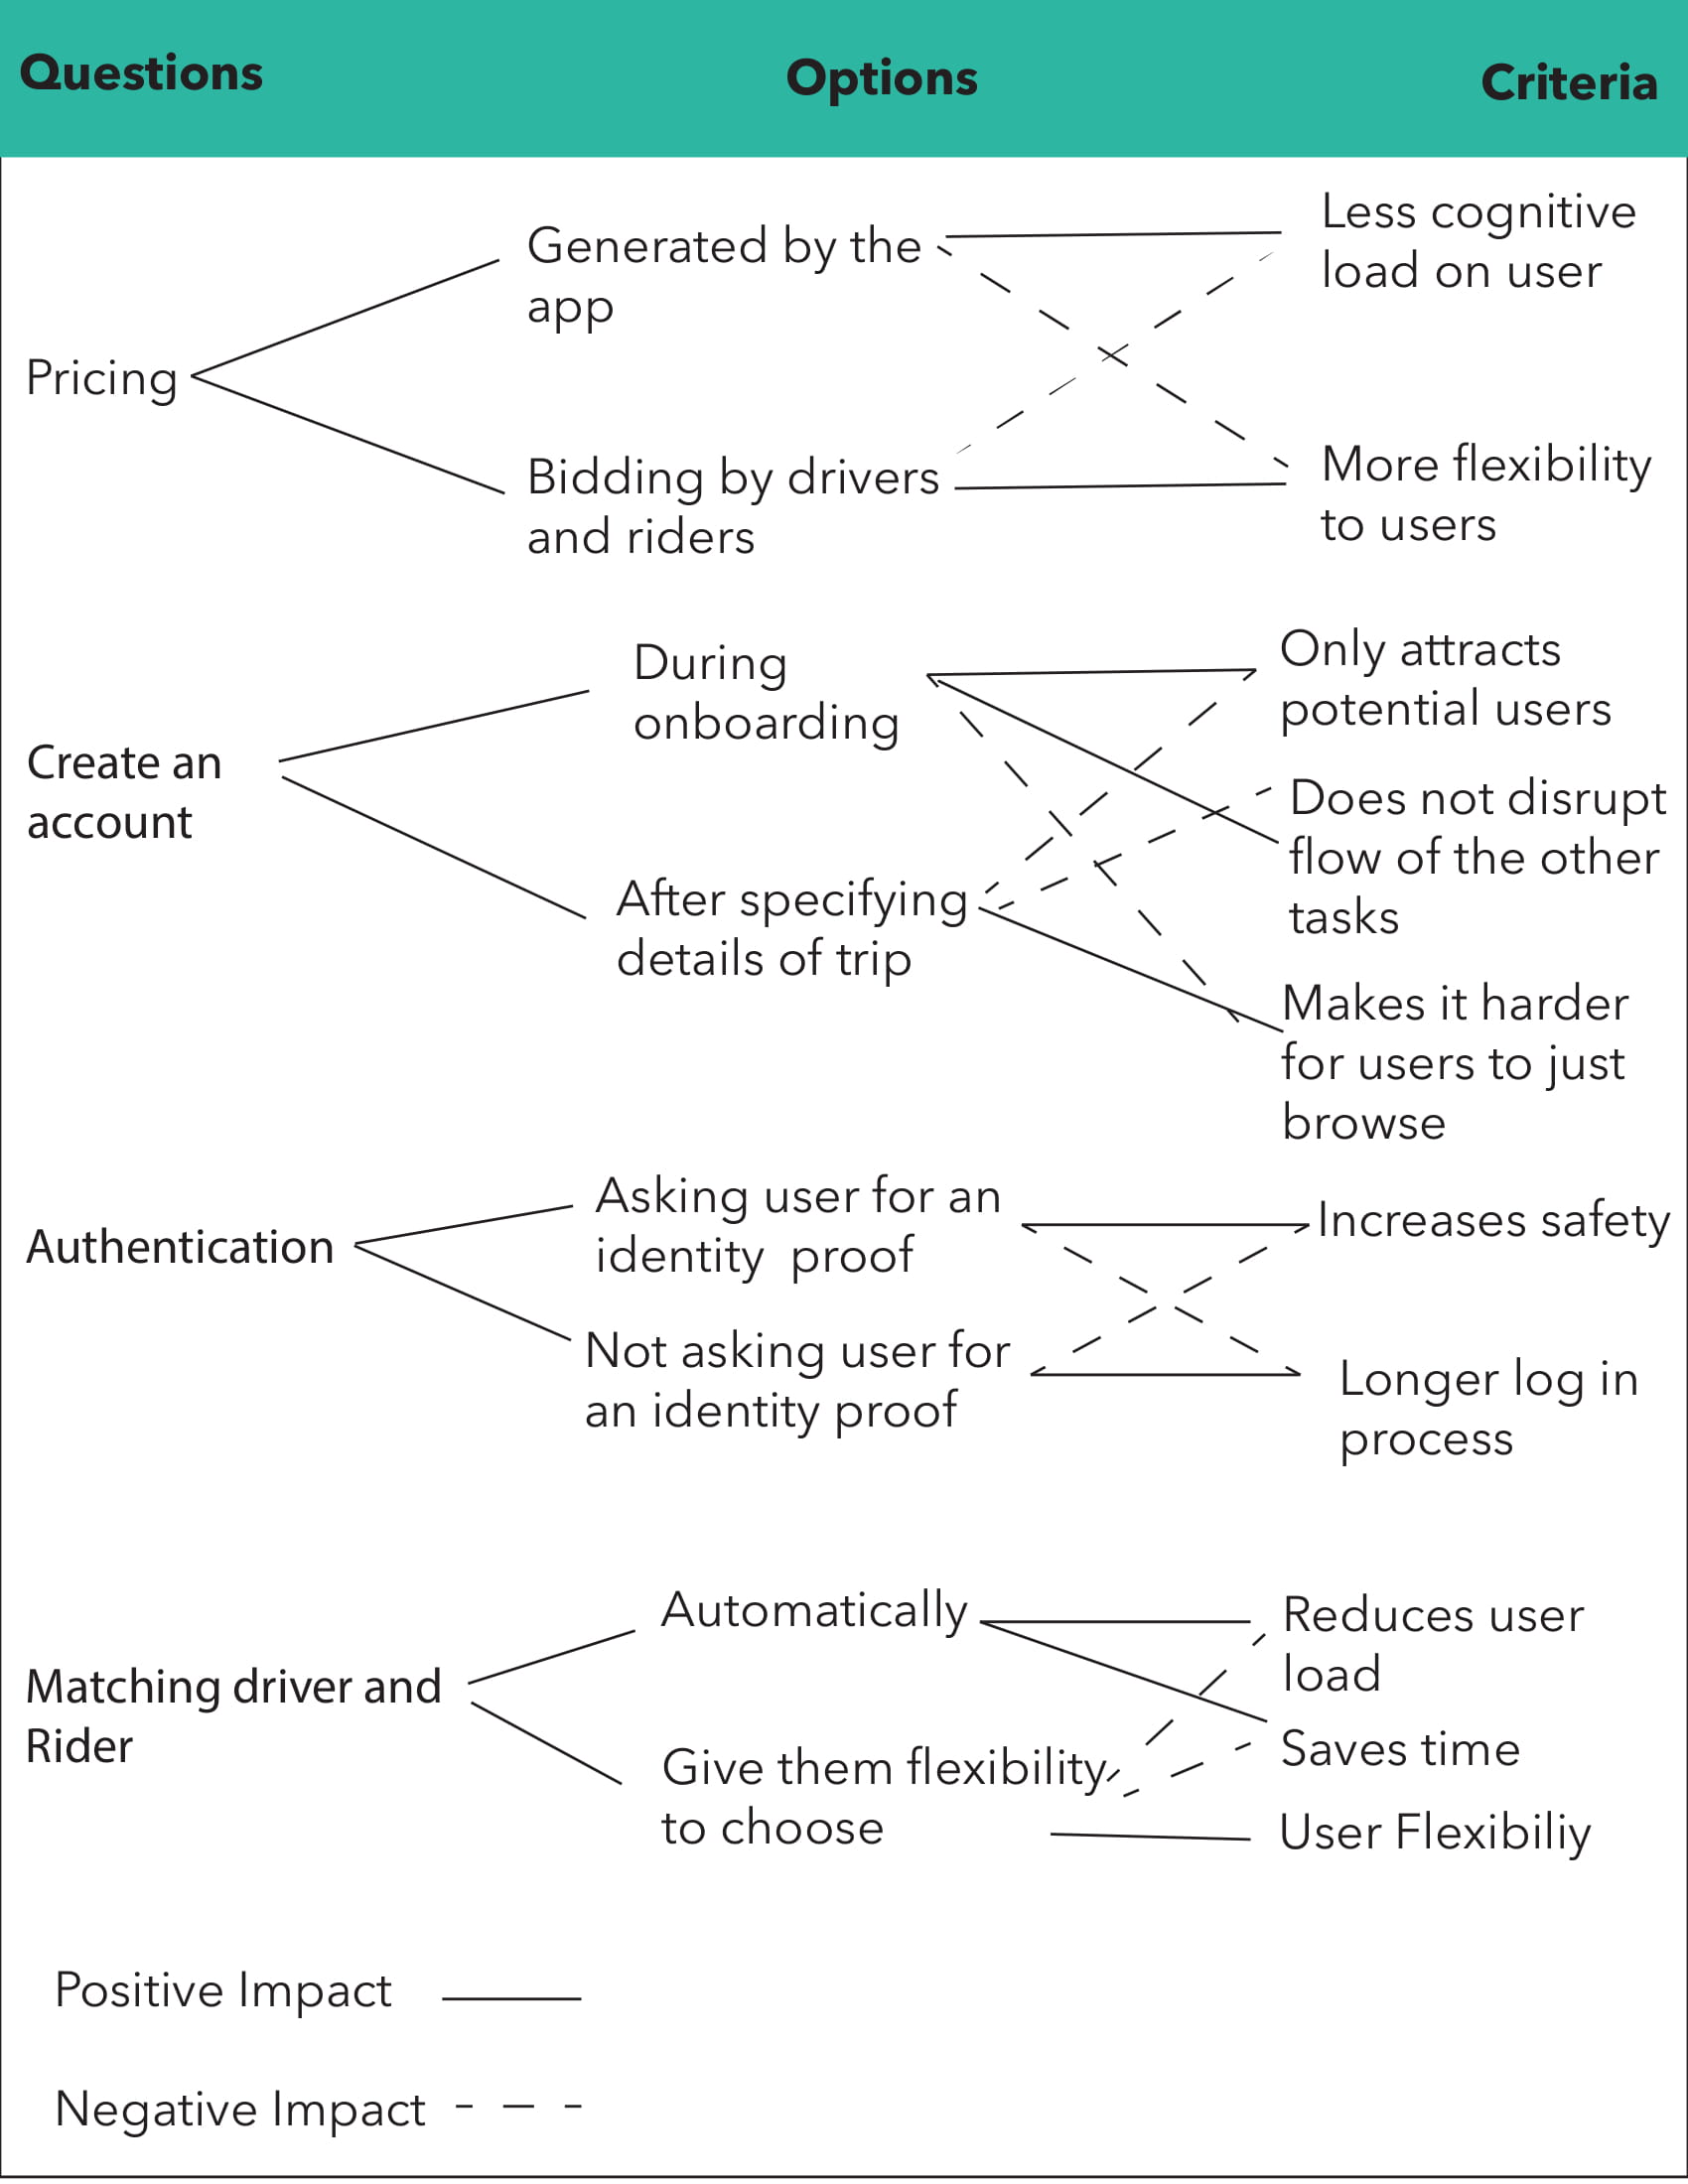 Questions
Options
Criteria
Pricing
Generated by the
app
Bidding by drivers
and riders
Less cognitive
load on user
More flexibility
to users
Create an
account
During
onboarding
After specifying
details of trip
Only attracts
potential users
Does not disrupt
flow of the other
tasks
Makes it harder
for users to just
browse
Authentication
Asking user for an
identity proof
Not asking user for
an identity proof
Increases safety
Longer log in
process
Matching driver and
Rider
Automatically
Give them flexibility
to choose
Reduces user
load
Saves time
User Flexibiliy
Positive Impact
Negative Impact